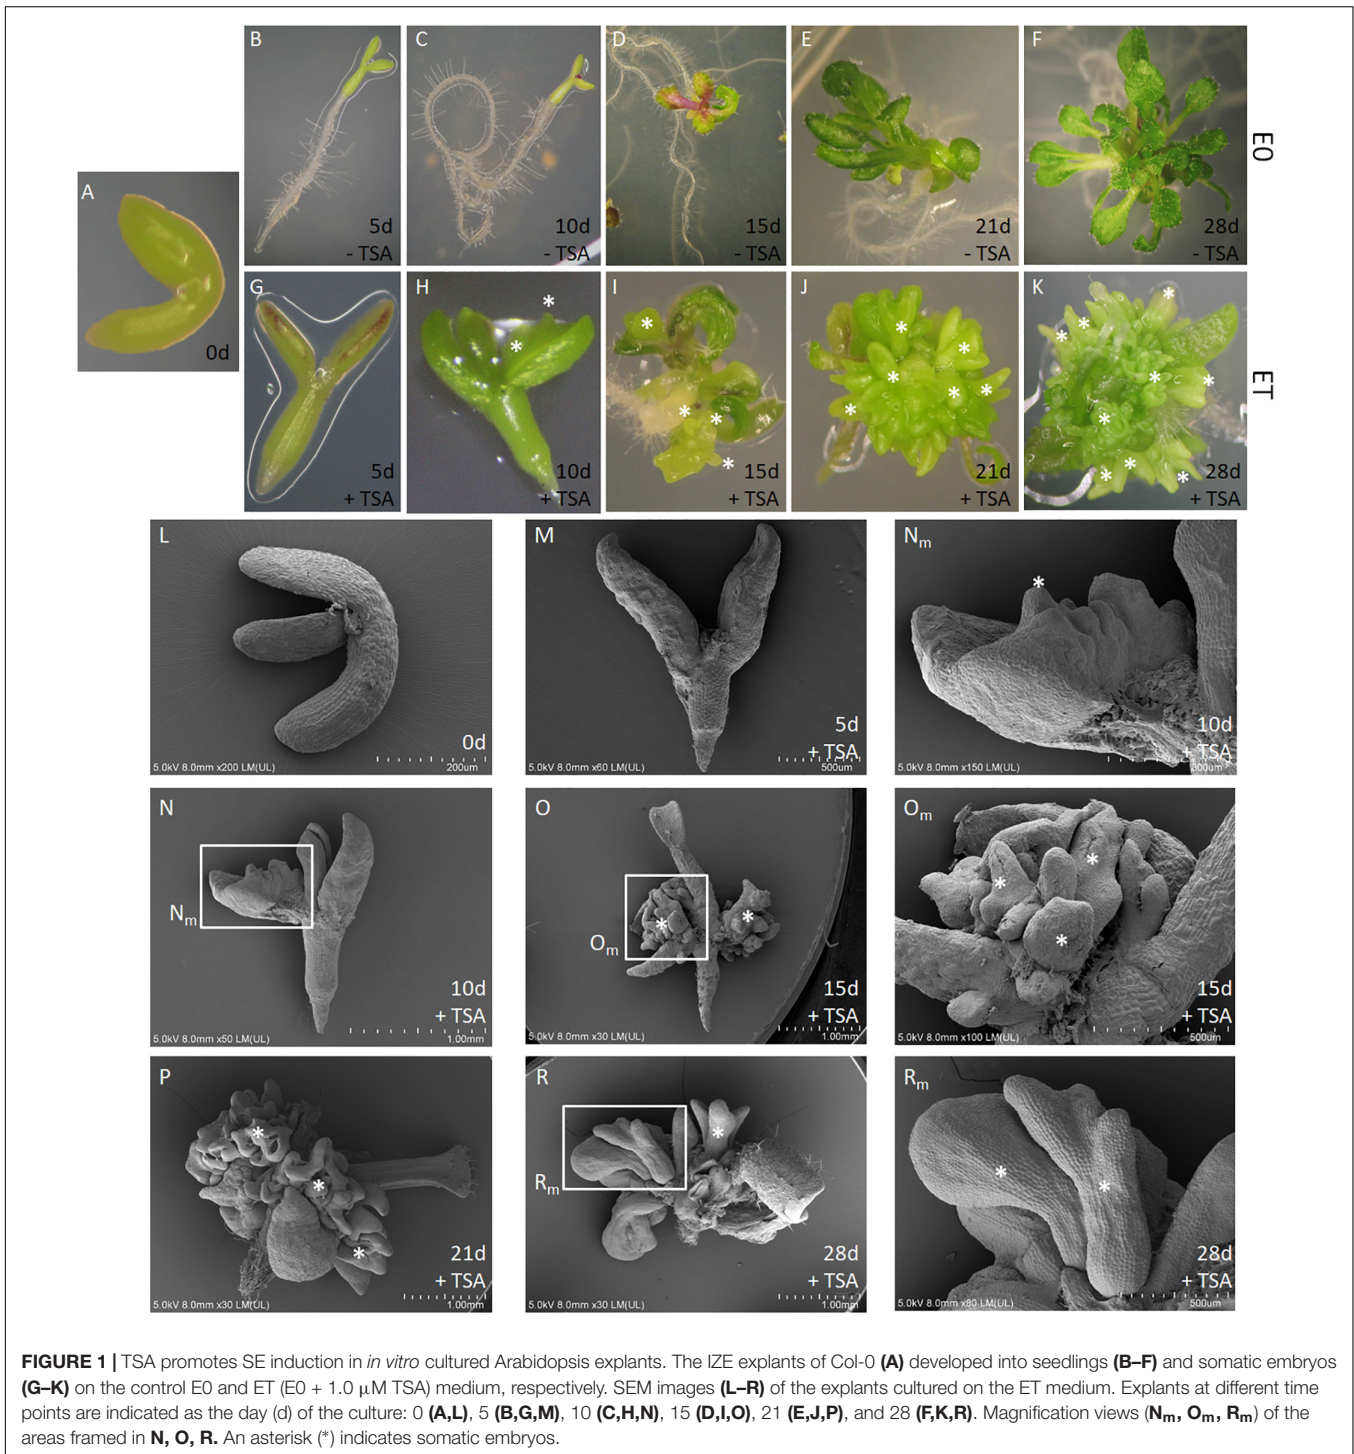 A
0d
B
5d
- TSA
C
10d
- TSA
D
15d
- TSA
E
21d
- TSA
F
28d
- TSA
E0
G
5d
+ TSA
H
*
*
10d
+ TSA
I
*
*
*
*
15d
+ TSA
J
*
*
*
*
*
*
21d
+ TSA
K
*
*
*
*
*
*
*
*
*
28d
+ TSA
ET
L
0d
5.0kV 8.0mm x200 LM(UL)
200um
M
5d
+ TSA
5.0kV 8.0mm x60 LM(UL)
500um
Nm
*
10d
+ TSA
5.0kV 8.0mm x150 LM(UL)
N
Nm
10d
+ TSA
5.0kV 8.0mm x50 LM(UL)
1.00mm
O
*
*
Om
15d
+ TSA
5.0kV 8.0mm x30 LM(UL)
1.00mm
Om
*
*
*
15d
+ TSA
5.0kV 8.0mm x100 LM(UL)
500um
P
*
*
*
21d
+ TSA
5.0kV 8.0mm x30 LM(UL)
1.00mm
R
*
Rm
28d
+ TSA
5.0kV 8.0mm x30 LM(UL)
1.00mm
Rm
*
*
28d
+ TSA
5.0kV 8.0mm x80 LM(UL)
500um
FIGURE 1 | TSA promotes SE induction in in vitro cultured Arabidopsis explants. The IZE explants of Col-0 (A) developed into seedlings (B–F) and somatic embryos
(G–K) on the control E0 and ET (E0 + 1.0 μM TSA) medium, respectively. SEM images (L–R) of the explants cultured on the ET medium. Explants at different time
points are indicated as the day (d) of the culture: 0 (A,L), 5 (B,G,M), 10 (C,H,N), 15 (D,I,O), 21 (E,J,P), and 28 (F,K,R). Magnification views (Nm, Om, Rm) of the
areas framed in N, O, R. An asterisk (*) indicates somatic embryos.